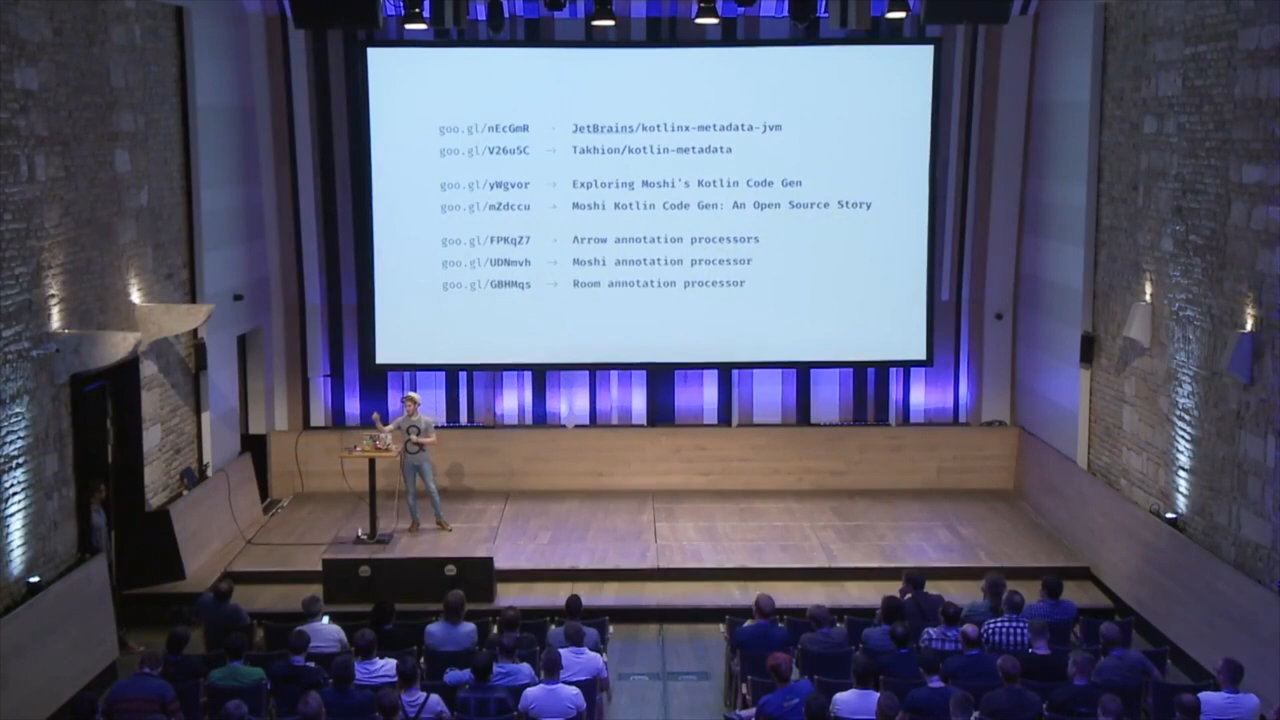 goo.gl/nEcGmR → JetBrains/kotlinx-metadata-jvm
goo.gl/V26u5C → Takhion/kotlin-metadata
goo.gl/yWgvor → Exploring Moshi's Kotlin Code Gen
goo.gl/mZdccu → Moshi Kotlin Code Gen: An Open Source Story
goo.gl/FPKqZ7 → Arrow annotation processors
goo.gl/UDNmvh → Moshi annotation processor
goo.gl/GBHMqs → Room annotation processor